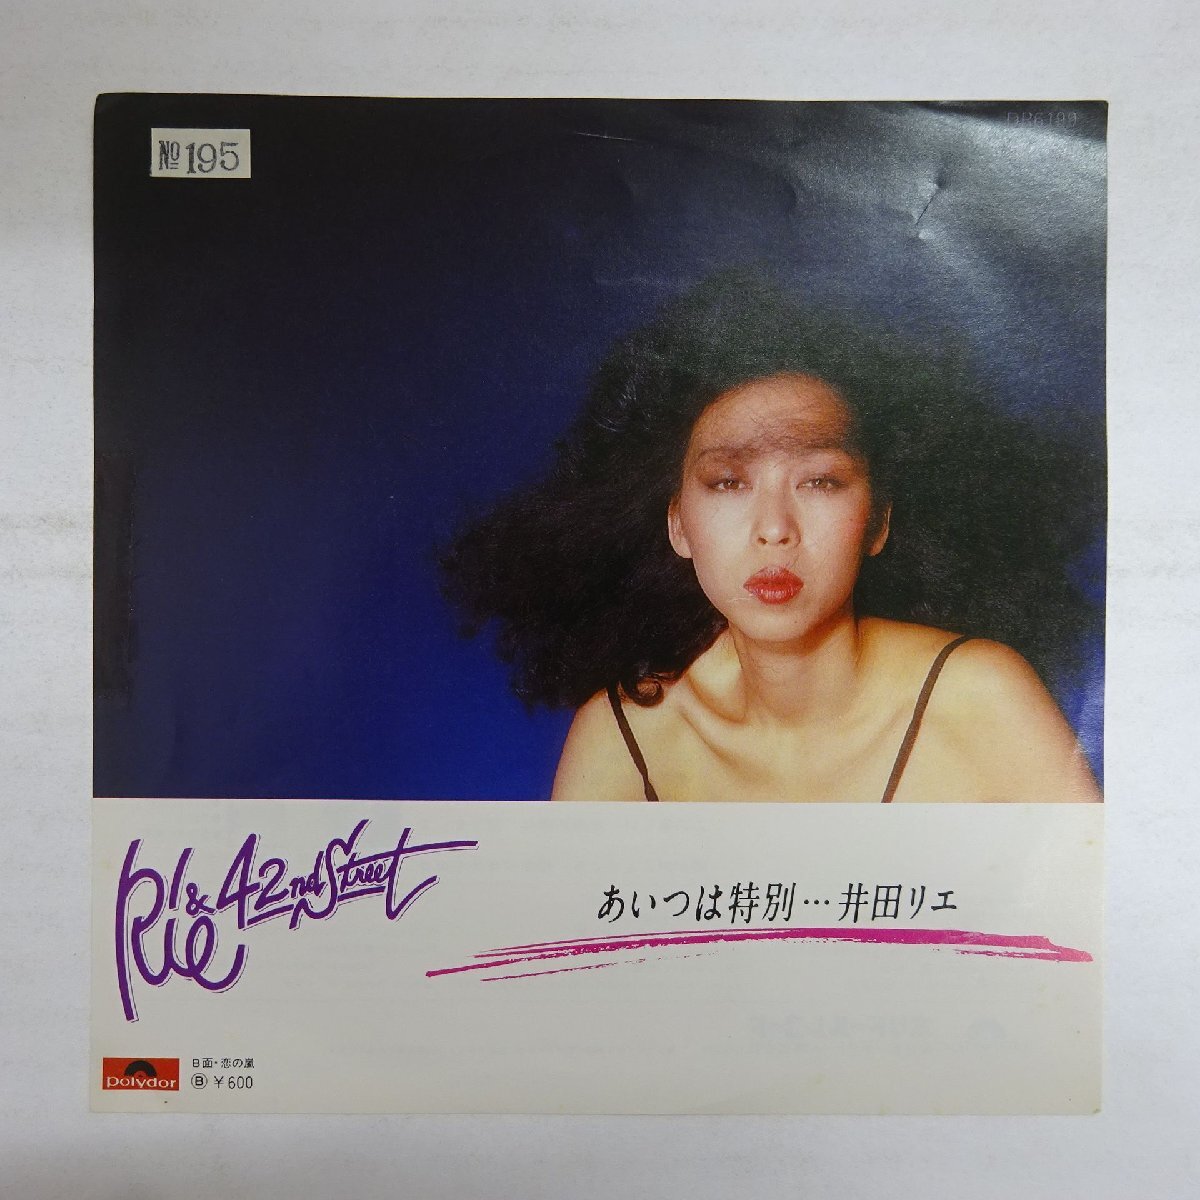 DR6199
№195
Rie & 42nd Street
あいつは特別…井田リエ
polydor
B面・恋の嵐
Ⓑ ¥600